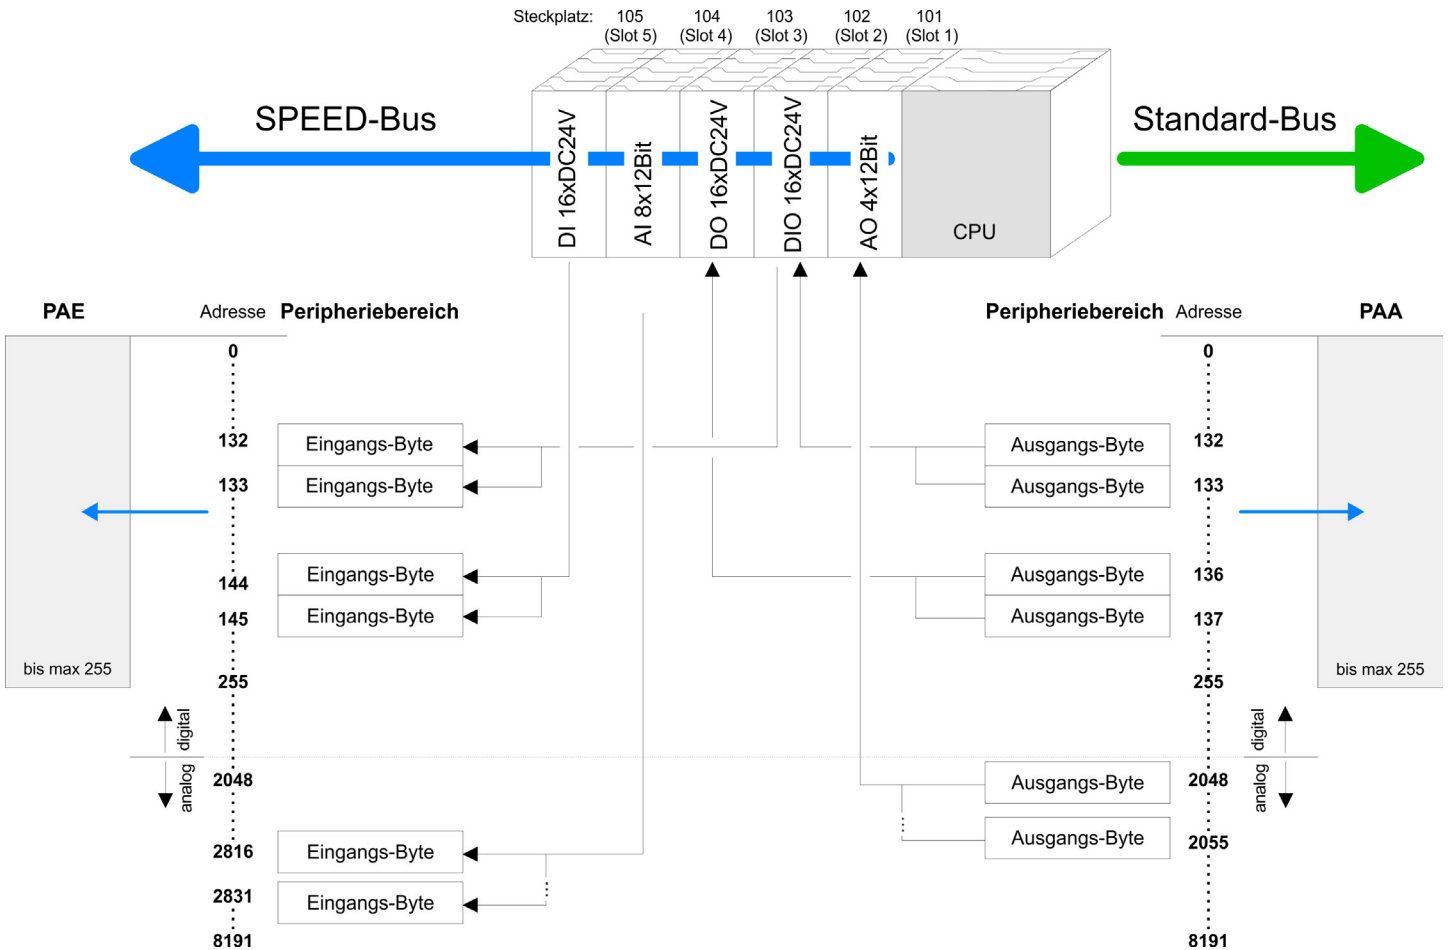 Steckplatz: 105 104 103 102 101
(Slot 5) (Slot 4) (Slot 3) (Slot 2) (Slot 1)
SPEED-Bus
Standard-Bus
DI 16xDC24V
AI 8x12Bit
DO 16xDC24V
DIO 16xDC24V
AO 4x12Bit
CPU
PAE Adresse Peripheriebereich
0
132 Eingangs-Byte
133 Eingangs-Byte
144 Eingangs-Byte
145 Eingangs-Byte
bis max 255
255
digital
analog
2048
2816 Eingangs-Byte
2831 Eingangs-Byte
8191
Peripheriebereich Adresse PAA
0
Ausgangs-Byte 132
Ausgangs-Byte 133
Ausgangs-Byte 136
Ausgangs-Byte 137
bis max 255
255
digital
analog
Ausgangs-Byte 2048
Ausgangs-Byte 2055
8191